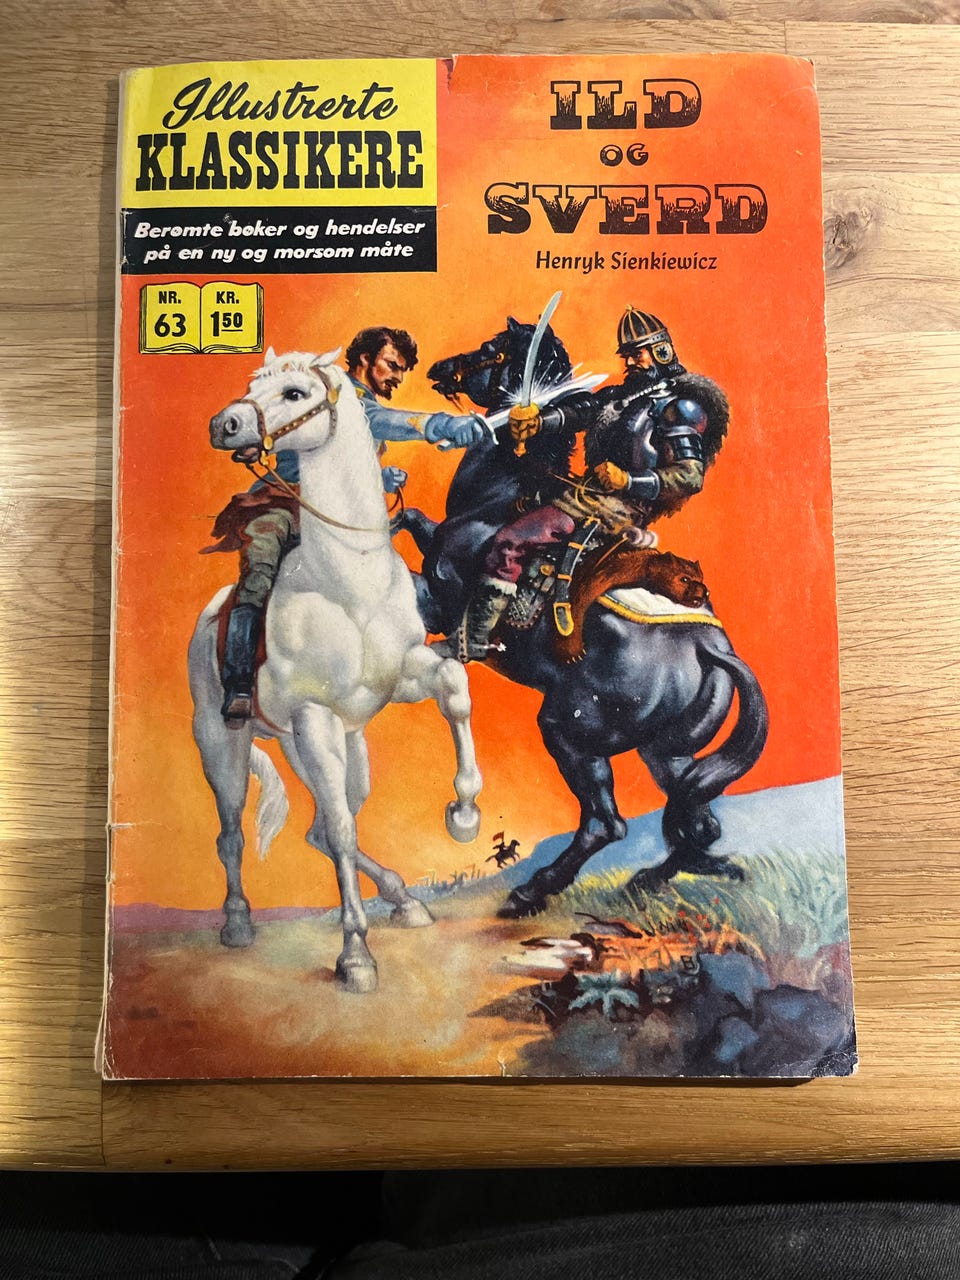 Illustrerte
KLASSIKERE
Berømte bøker og hendelser
på en ny og morsom måte
NR.
63
KR.
1 50
ILD
OG
SVERD
Henryk Sienkiewicz